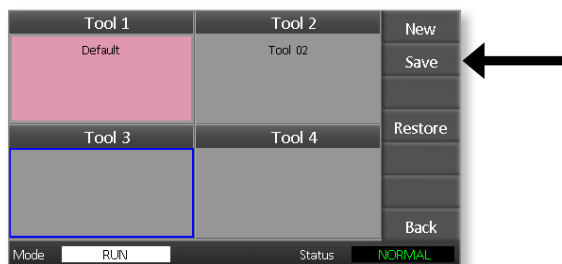 Tool 1
Tool 2
New
Default
Tool 02
Save
Tool 3
Tool 4
Restore
Back
Mode
RUN
Status
NORMAL